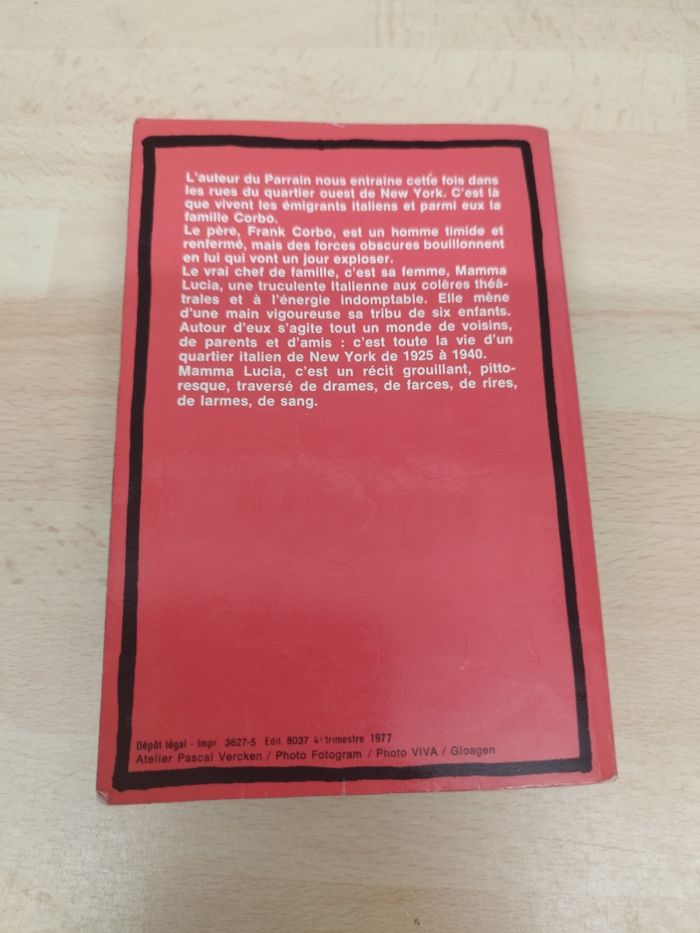 L'auteur du Parrain nous entraine cette fois dans
les rues du quartier ouest de New York. C'est là
que vivent les émigrants italiens et parmi eux la
famille Corbo.
Le père, Frank Corbo, est un homme timide et
renfermé, mais des forces obscures bouillonnent
en lui qui vont un jour exploser.
Le vrai chef de famille, c'est sa femme, Mamma
Lucia, une truculente Italienne aux colères théâ-
trales et à l'énergie indomptable. Elle mène
d'une main vigoureuse sa tribu de six enfants.
Autour d'eux s'agite tout un monde de voisins,
de parents et d'amis : c'est toute la vie d'un
quartier italien de New York de 1925 à 1940.
Mamma Lucia, c'est un récit grouillant, pitto-
resque, traversé de drames, de farces, de rires,
de larmes, de sang.
Dépôt légal - Impr. 3627-5 Edit. 8037 4e trimestre 1977
Atelier Pascal Vercken / Photo Fotogram / Photo VIVA / Gloagen